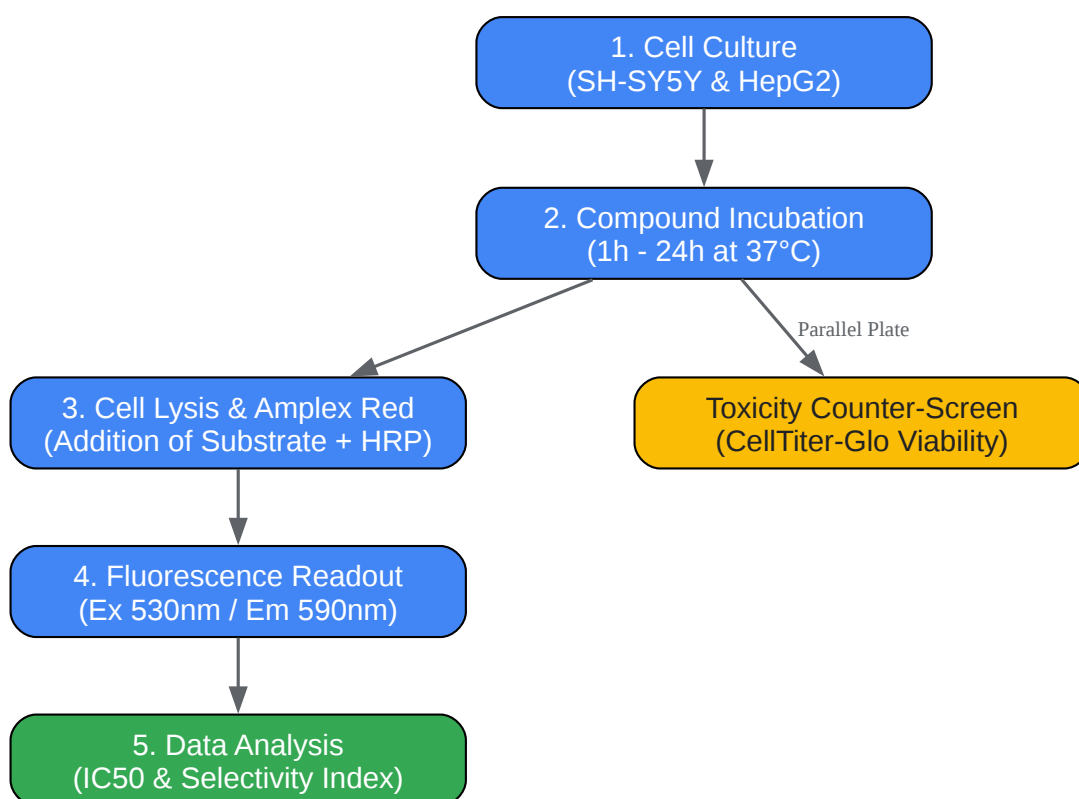 1. Cell Culture
(SH-SY5Y & HepG2)
2. Compound Incubation
(1h - 24h at 37°C)
Parallel Plate
3. Cell Lysis & Amplex Red
(Addition of Substrate + HRP)
Toxicity Counter-Screen
(CellTiter-Glo Viability)
4. Fluorescence Readout
(Ex 530nm / Em 590nm)
5. Data Analysis
(IC50 & Selectivity Index)